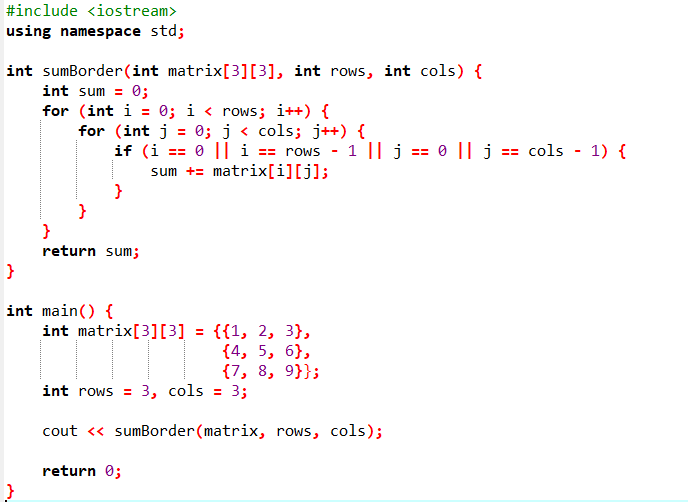 #include <iostream>
using namespace std;

int sumBorder(int matrix[3][3], int rows, int cols) {
    int sum = 0;
    for (int i = 0; i < rows; i++) {
        for (int j = 0; j < cols; j++) {
            if (i == 0 || i == rows - 1 || j == 0 || j == cols - 1) {
                sum += matrix[i][j];
            }
        }
    }
    return sum;
}

int main() {
    int matrix[3][3] = {{1, 2, 3},
                        {4, 5, 6},
                        {7, 8, 9}};
    int rows = 3, cols = 3;

    cout << sumBorder(matrix, rows, cols);

    return 0;
}